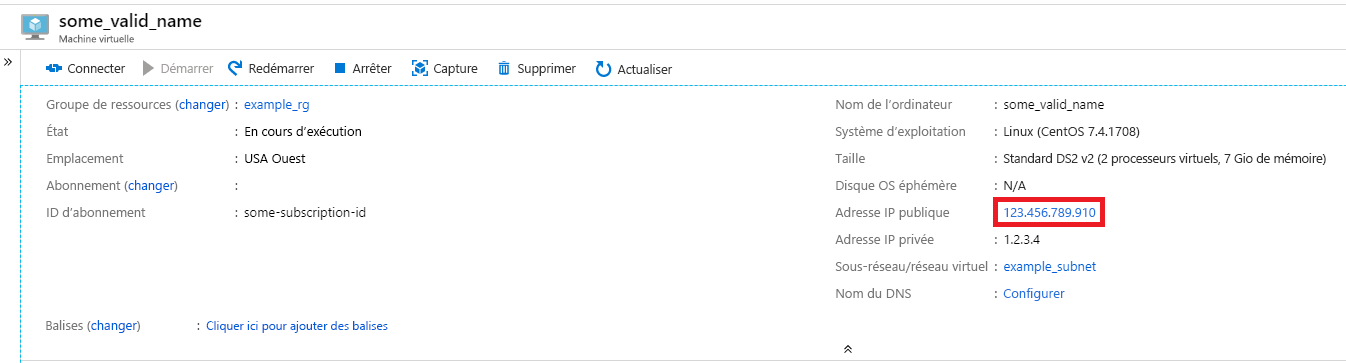 some_valid_name
Machine virtuelle
» Connecter Démarrer Redémarrer Arrêter Capture Supprimer Actualiser
Groupe de ressources (changer) : example_rg
État : En cours d'exécution
Emplacement : USA Ouest
Abonnement (changer) :
ID d'abonnement : some-subscription-id
Balises (changer) : Cliquer ici pour ajouter des balises
Nom de l'ordinateur : some_valid_name
Système d'exploitation : Linux (CentOS 7.4.1708)
Taille : Standard DS2 v2 (2 processeurs virtuels, 7 Gio de mémoire)
Disque OS éphémère : N/A
Adresse IP publique : 123.456.789.910
Adresse IP privée : 1.2.3.4
Sous-réseau/réseau virtuel : example_subnet
Nom du DNS : Configurer